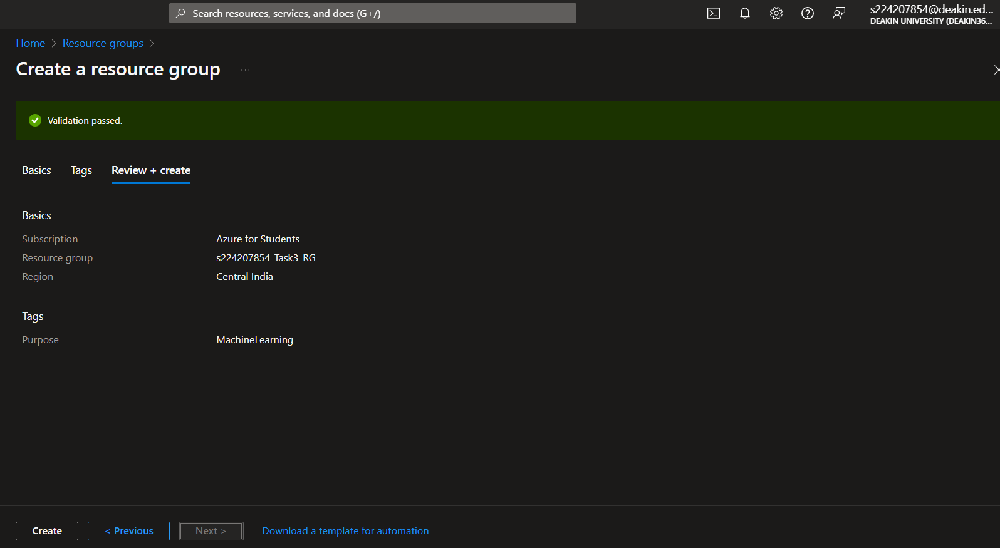 Search resources, services, and docs (G+/)
s224207854@deakin.ed...
DEAKIN UNIVERSITY (DEAKIN36...
Home > Resource groups >
Create a resource group ...
Validation passed.
Basics Tags Review + create
Basics
Subscription Azure for Students
Resource group s224207854_Task3_RG
Region Central India
Tags
Purpose MachineLearning
Create < Previous Next > Download a template for automation